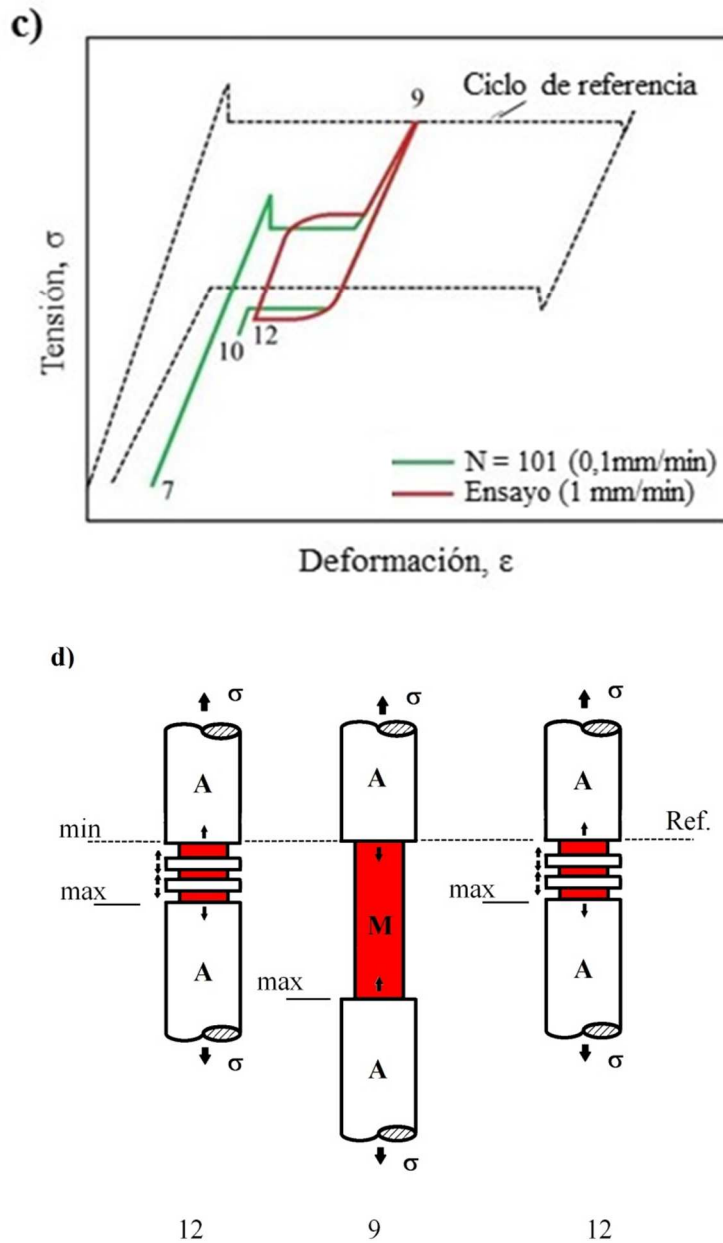 c)
Ciclo de referencia
9
Tensión, σ
10
12
7
N = 101 (0,1mm/min)
Ensayo (1 mm/min)
Deformación, ε
d)
σ
σ
σ
A
A
A
min
Ref.
max
max
M
A
A
max
A
σ
σ
σ
12
9
12